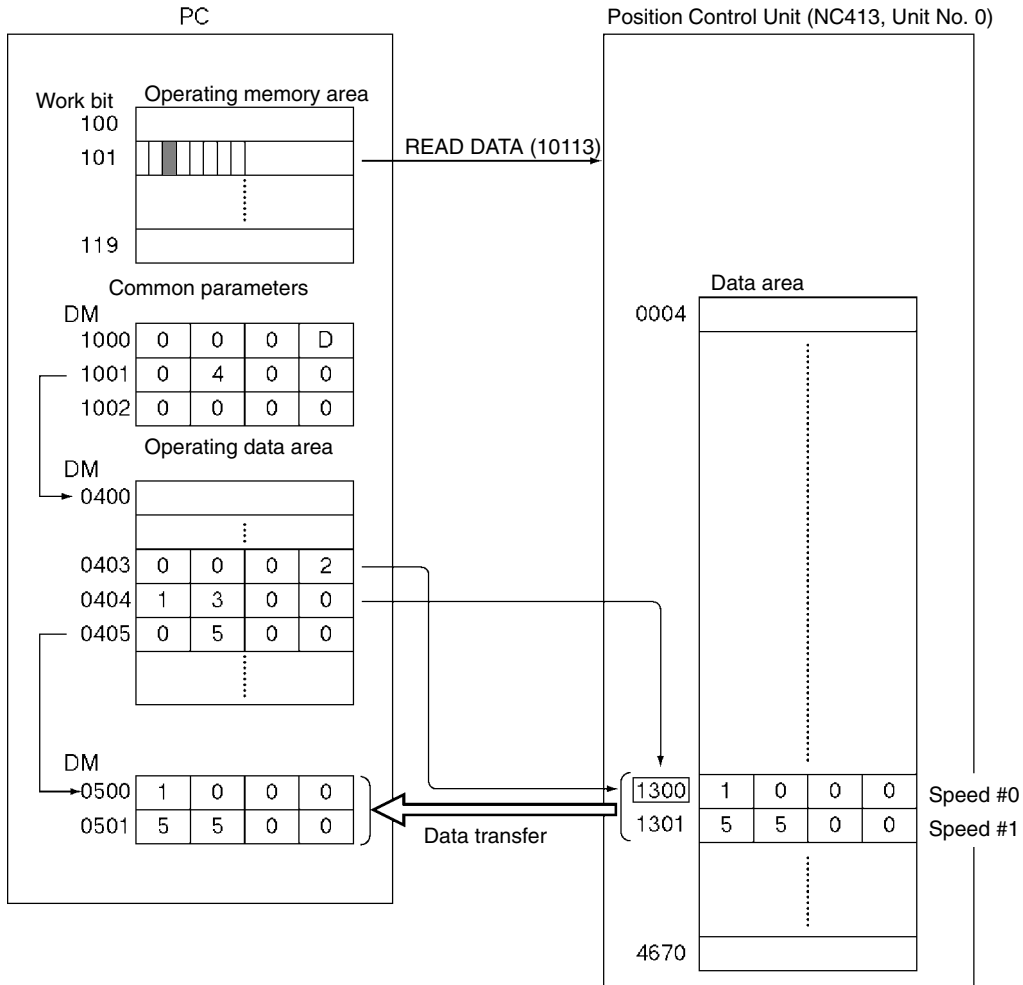 PC
Position Control Unit (NC413, Unit No. 0)
Work bit
Operating memory area
100
101
READ DATA (10113)
119
Common parameters
DM
1000 0 0 0 D
1001 0 4 0 0
1002 0 0 0 0
Operating data area
DM
0400
0403 0 0 0 2
0404 1 3 0 0
0405 0 5 0 0
DM
0500 1 0 0 0
0501 5 5 0 0
Data transfer
Data area
0004
1300 1 0 0 0 Speed #0
1301 5 5 0 0 Speed #1
4670